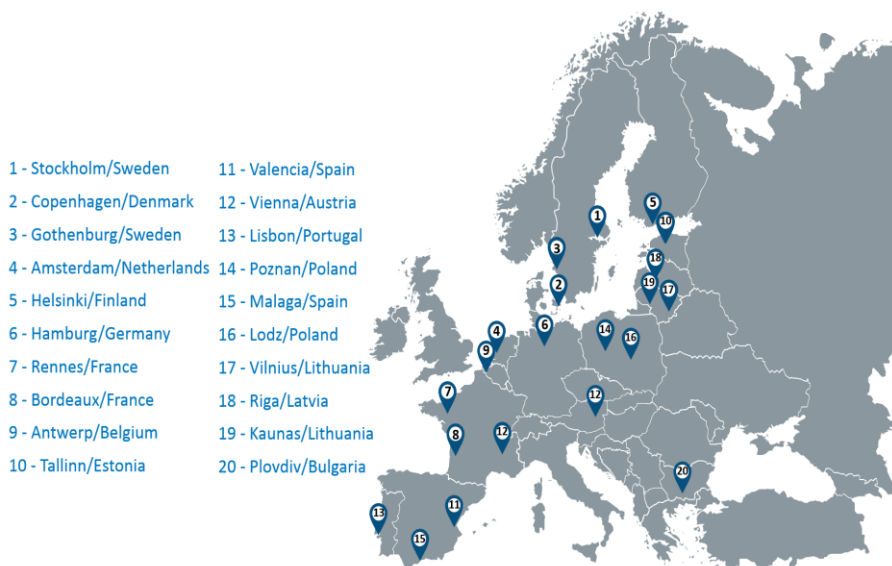 1 - Stockholm/Sweden
2 - Copenhagen/Denmark
3 - Gothenburg/Sweden
4 - Amsterdam/Netherlands
5 - Helsinki/Finland
6 - Hamburg/Germany
7 - Rennes/France
8 - Bordeaux/France
9 - Antwerp/Belgium
10 - Tallinn/Estonia
11 - Valencia/Spain
12 - Vienna/Austria
13 - Lisbon/Portugal
14 - Poznan/Poland
15 - Malaga/Spain
16 - Lodz/Poland
17 - Vilnius/Lithuania
18 - Riga/Latvia
19 - Kaunas/Lithuania
20 - Plovdiv/Bulgaria
5
1
10
3
18
19
17
2
6
4
14
16
9
7
12
8
12
20
11
13
15